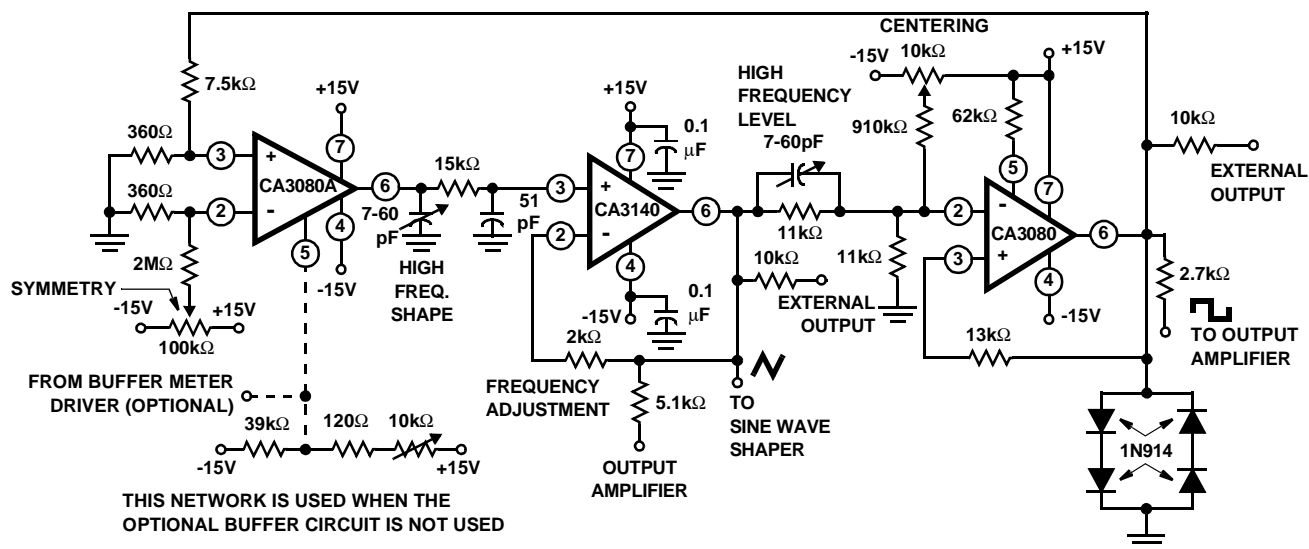 CENTERING
-15V
10kΩ
+15V
7.5kΩ
+15V
+15V
HIGH
FREQUENCY
LEVEL
7-60pF
910kΩ
62kΩ
10kΩ
EXTERNAL
OUTPUT
360Ω
3
+
7
CA3080A
6
15kΩ
0.1
µF
7
3
+
CA3140
6
5
7
360Ω
2
-
4
5
7-60
pF
51
pF
2
-
4
11kΩ
11kΩ
2
-
CA3080
6
3
+
4
2MΩ
-15V
HIGH
FREQ.
SHAPE
-15V
0.1
µF
10kΩ
EXTERNAL
OUTPUT
-15V
2.7kΩ
TO OUTPUT
AMPLIFIER
SYMMETRY
-15V
+15V
100kΩ
2kΩ
13kΩ
FROM BUFFER METER
DRIVER (OPTIONAL)
FREQUENCY
ADJUSTMENT
5.1kΩ
TO
SINE WAVE
SHAPER
39kΩ
120Ω
10kΩ
-15V
+15V
OUTPUT
AMPLIFIER
1N914
THIS NETWORK IS USED WHEN THE
OPTIONAL BUFFER CIRCUIT IS NOT USED